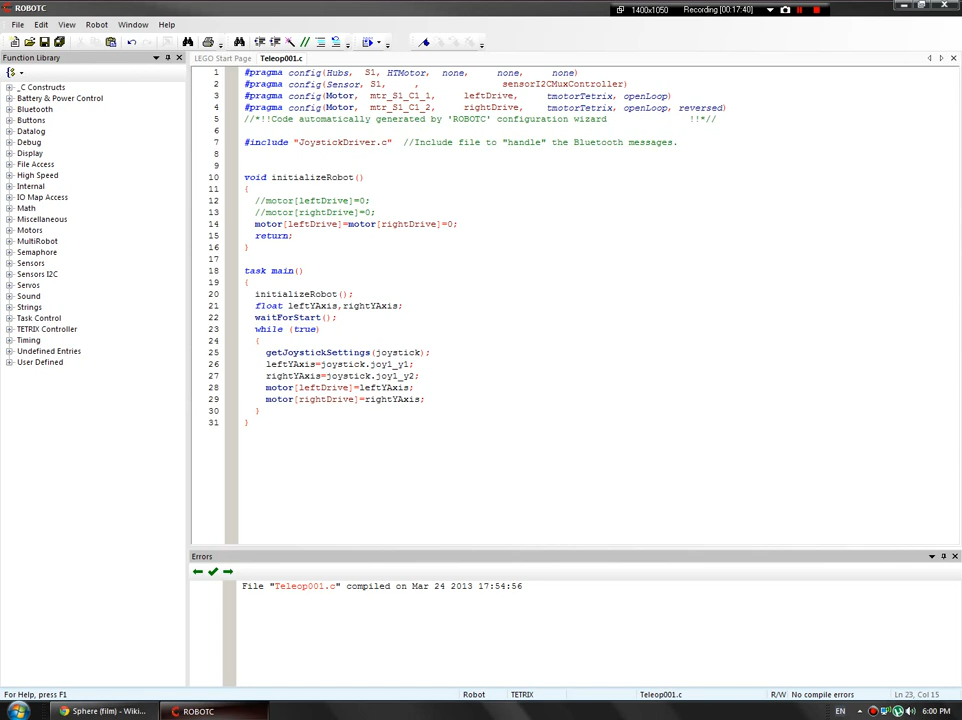 ROBOTC
1400x1050 Recording [00:17:40]
File Edit View Window Robot Window Help
Function Library
LEGO Start Page Teleop001.c
_C Constructs
Battery & Power Control
Bluetooth
Buttons
Datalog
Debug
Display
File Access
High Speed
Internal
IO Map Access
Math
Miscellaneous
Motors
MultiRobot
Semaphore
Sensors
Sensors I2C
Servos
Sound
Strings
Task Control
TETRIX Controller
Timing
Undefined Entries
User Defined
1 #pragma config(Hubs, S1, HTMotor, none, none, none)
2 #pragma config(Sensor, S1, , sensorI2CMuxController)
3 #pragma config(Motor, mtr_S1_C1_1, leftDrive, tmotorTetrix, openLoop)
4 #pragma config(Motor, mtr_S1_C1_2, rightDrive, tmotorTetrix, openLoop, reversed)
5 //*!!Code automatically generated by 'ROBOTC' configuration wizard !!*//
6
7 #include "JoystickDriver.c" //Include file to "handle" the Bluetooth messages.
8
9
10 void initializeRobot()
11 {
12 //motor[leftDrive]=0;
13 //motor[rightDrive]=0;
14 motor[leftDrive]=motor[rightDrive]=0;
15 return;
16 }
17
18 task main()
19 {
20 initializeRobot();
21 float leftYAxis,rightYAxis;
22 waitForStart();
23 while (true)
24 {
25 getJoystickSettings(joystick);
26 leftYAxis=joystick.joy1_y1;
27 rightYAxis=joystick.joy1_y2;
28 motor[leftDrive]=leftYAxis;
29 motor[rightDrive]=rightYAxis;
30 }
31 }
Errors
File "Teleop001.c" compiled on Mar 24 2013 17:54:56
For Help, press F1 Robot TETRIX Teleop001.c R/W No compile errors Ln 23, Col 15
Sphere (film) - Wiki... ROBOTC EN 6:00 PM